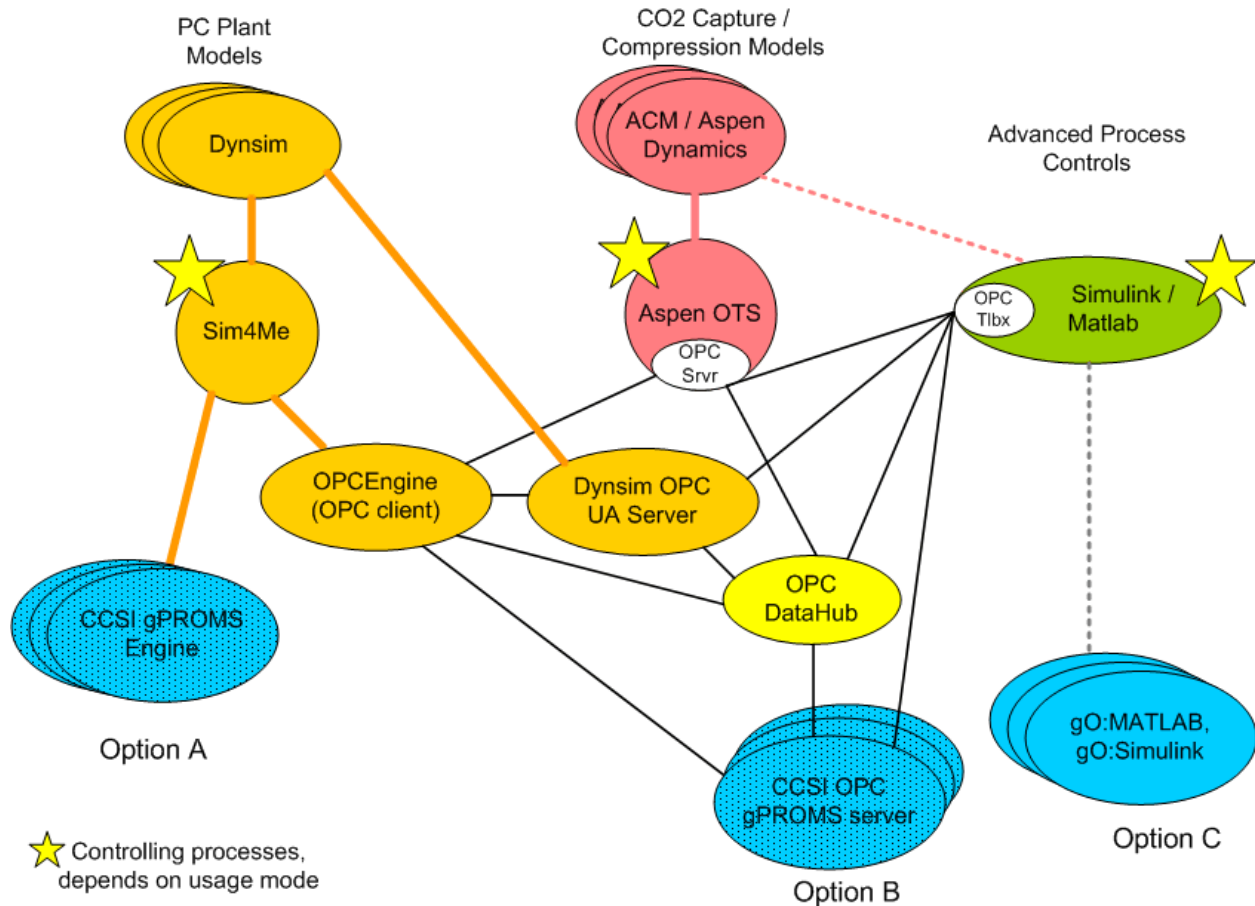 PC Plant
Models
CO2 Capture /
Compression Models
Dynsim
ACM / Aspen
Dynamics
Advanced Process
Controls
Sim4Me
Aspen OTS
OPC
Srvr
OPC
Tlbx
Simulink /
Matlab
OPCEngine
(OPC client)
Dynsim OPC
UA Server
OPC
DataHub
CCSI gPROMS
Engine
Option A
CCSI OPC
gPROMS server
Option B
gO:MATLAB,
gO:Simulink
Option C
Controlling processes,
depends on usage mode